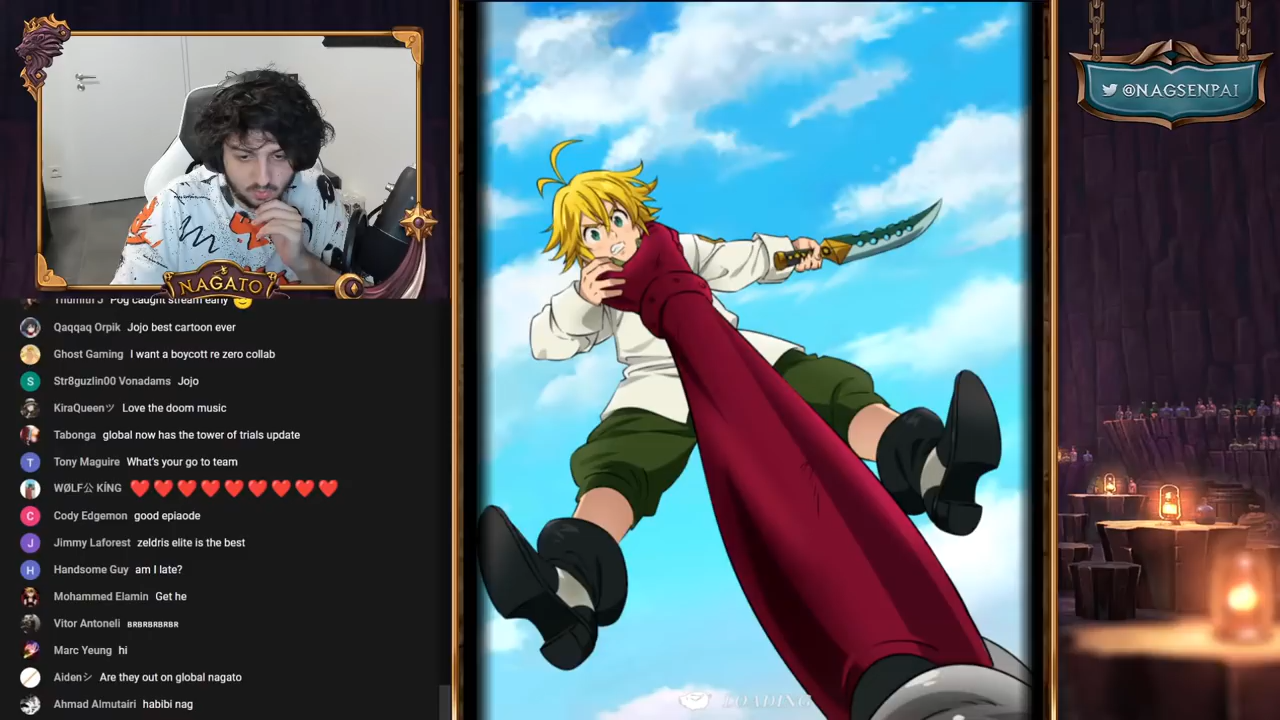 @NAGSENPAI
NAGATO
Thumith J Pog caught stream early
Qaqqaq Orpik Jojo best cartoon ever
Ghost Gaming I want a boycott re zero collab
S Str8guzlin00 Vonadams Jojo
KiraQueenツ Love the doom music
Tabonga global now has the tower of trials update
T Tony Maguire What's your go to team
WØLF公 KÍNG
C Cody Edgemon good epiaode
J Jimmy Laforest zeldris elite is the best
H Handsome Guy am I late?
Mohammed Elamin Get he
Vitor Antoneli ʙʀʙʀʙʀʙʀʙʀ
Marc Yeung hi
Aidenシ Are they out on global nagato
Ahmad Almutairi habibi nag
LOADING